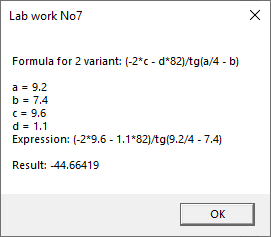 Lab work No7
Formula for 2 variant: (-2*c - d*82)/tg(a/4 - b)
a = 9.2
b = 7.4
c = 9.6
d = 1.1
Expression: (-2*9.6 - 1.1*82)/tg(9.2/4 - 7.4)
Result: -44.66419
OK